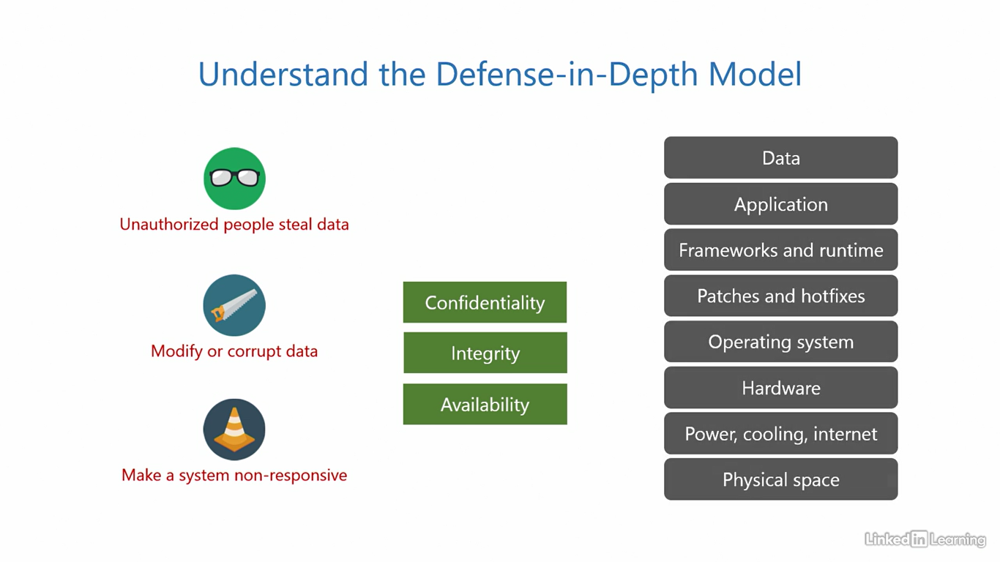 Understand the Defense-in-Depth Model
Unauthorized people steal data
Modify or corrupt data
Make a system non-responsive
Confidentiality
Integrity
Availability
Data
Application
Frameworks and runtime
Patches and hotfixes
Operating system
Hardware
Power, cooling, internet
Physical space
Linked in Learning